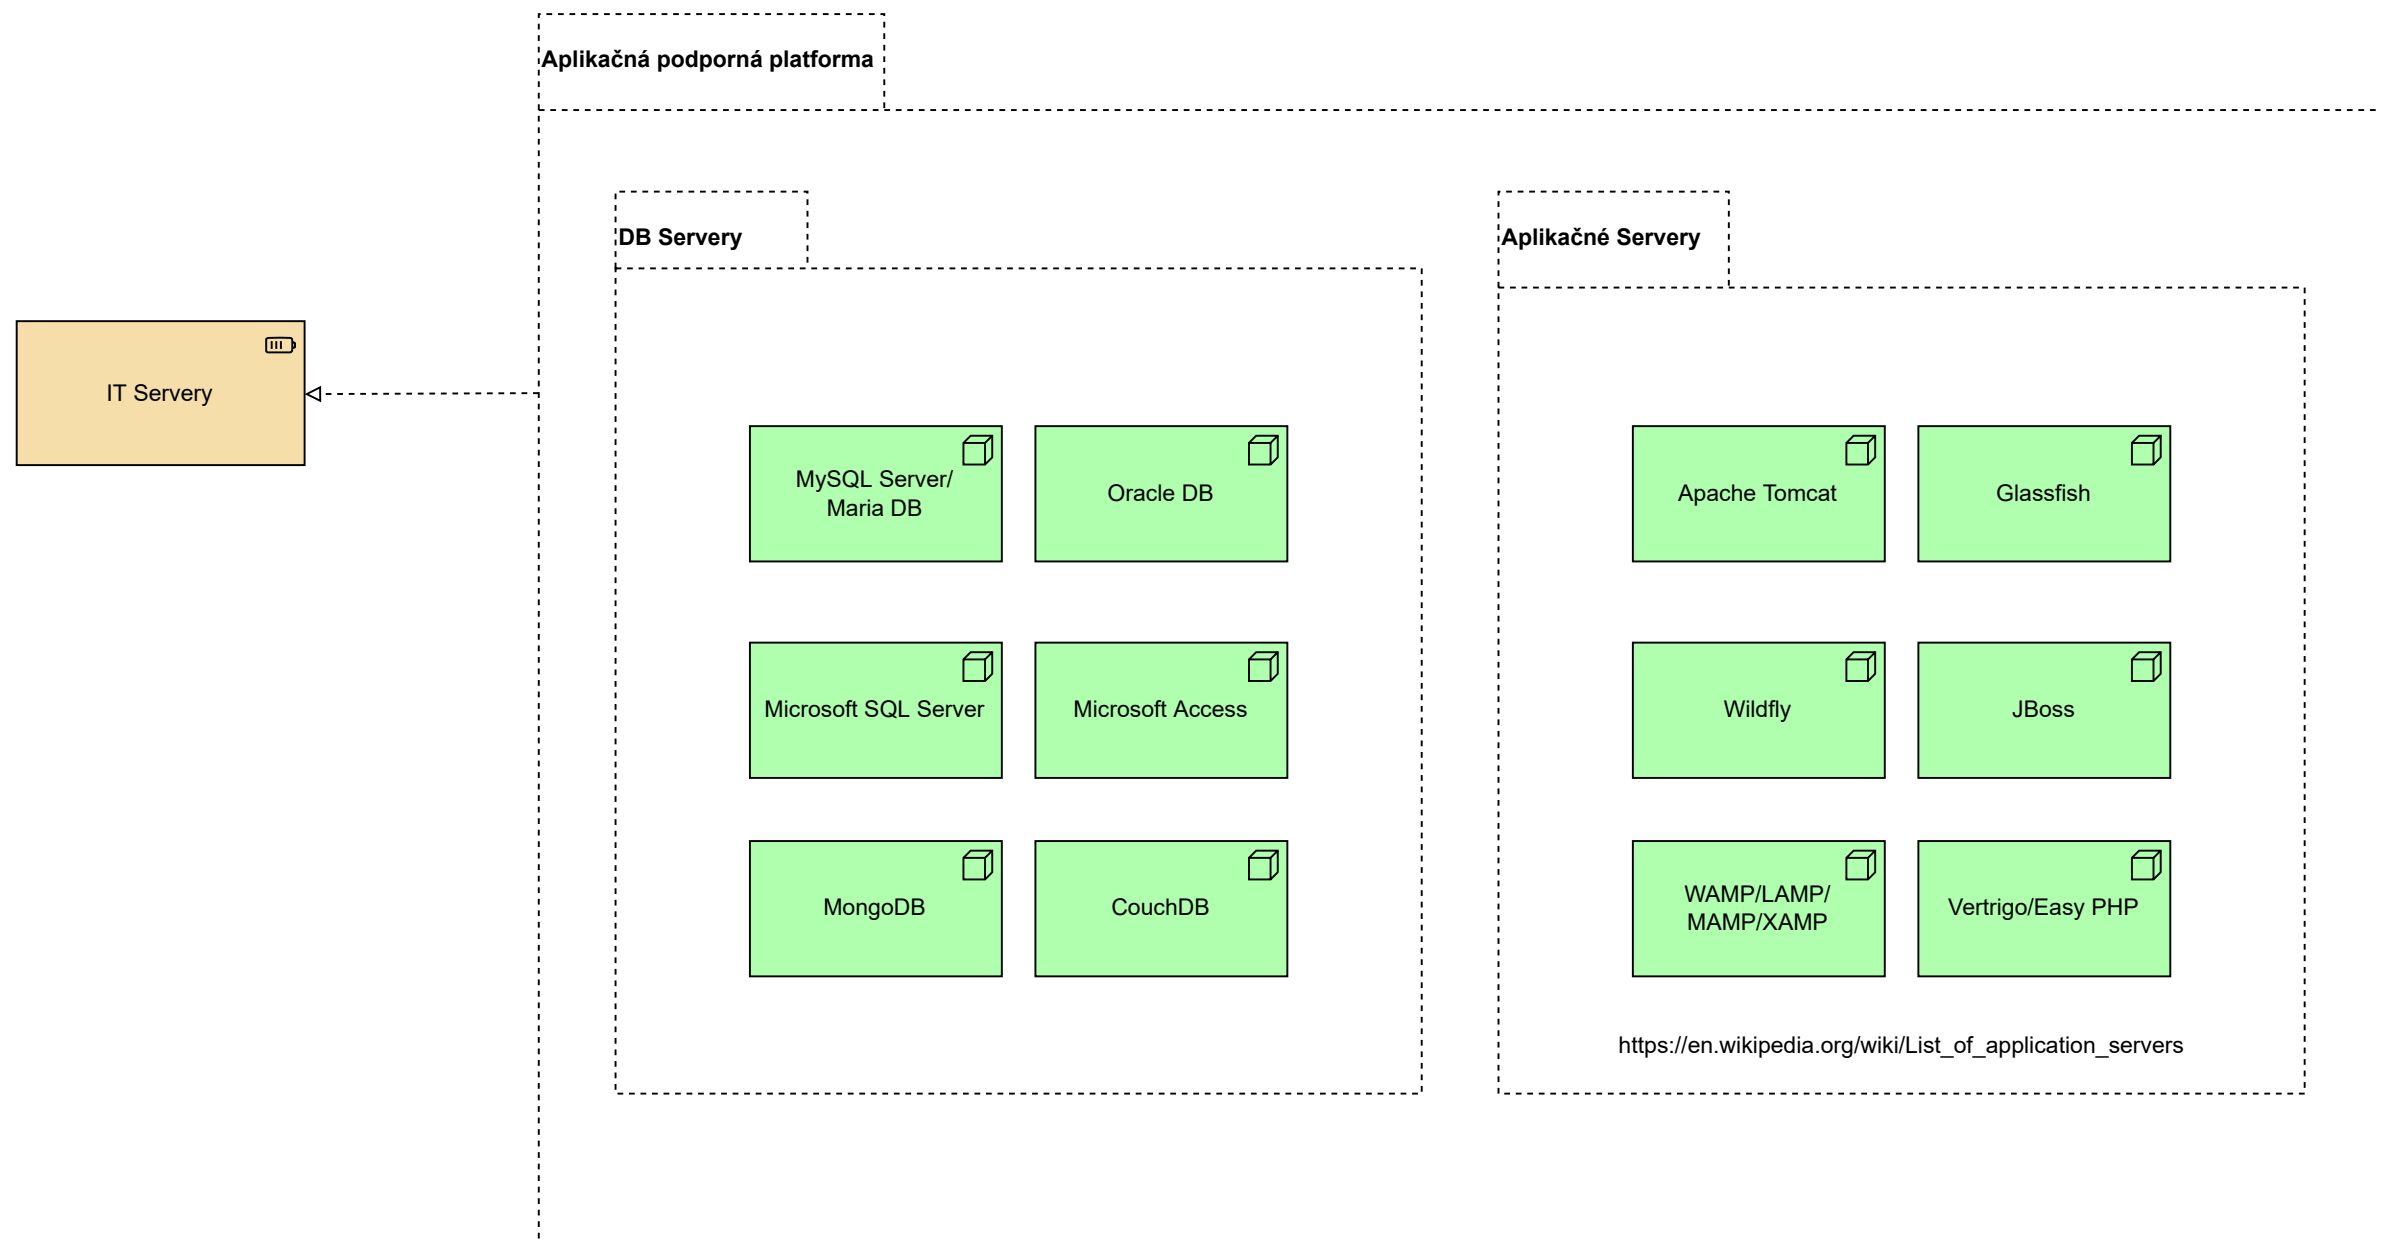 Aplikačná podporná platforma
DB Servery
Aplikačné Servery
IT Servery
MySQL Server/
Maria DB
Oracle DB
Apache Tomcat
Glassfish
Microsoft SQL Server
Microsoft Access
Wildfly
JBoss
MongoDB
CouchDB
WAMP/LAMP/
MAMP/XAMP
Vertrigo/Easy PHP
https://en.wikipedia.org/wiki/List_of_application_servers